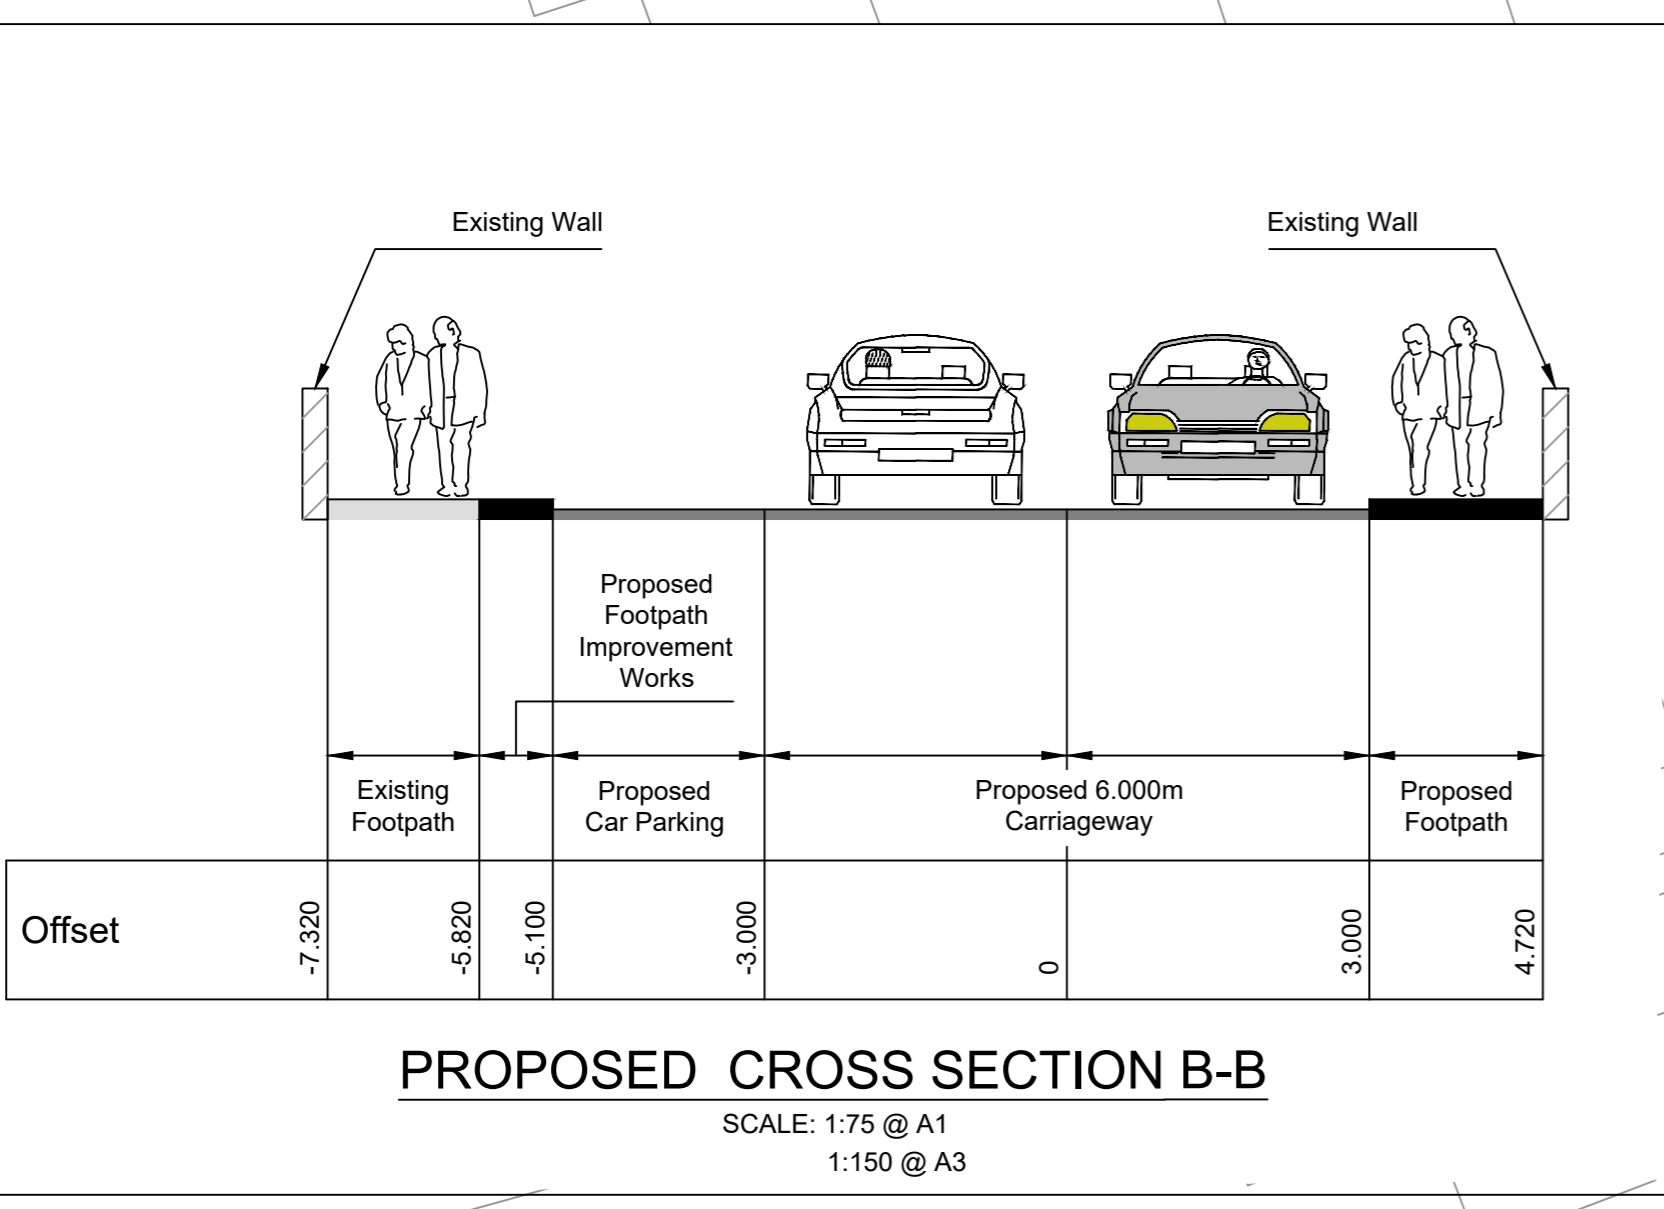 Existing Wall
Existing Wall
Proposed
Footpath
Improvement
Works
Existing
Footpath
Proposed
Car Parking
Proposed 6.000m
Carriageway
Proposed
Footpath
Offset
-7.320
-5.820
-5.100
-3.000
0
3.000
4.720
PROPOSED CROSS SECTION B-B
SCALE: 1:75 @ A1
1:150 @ A3